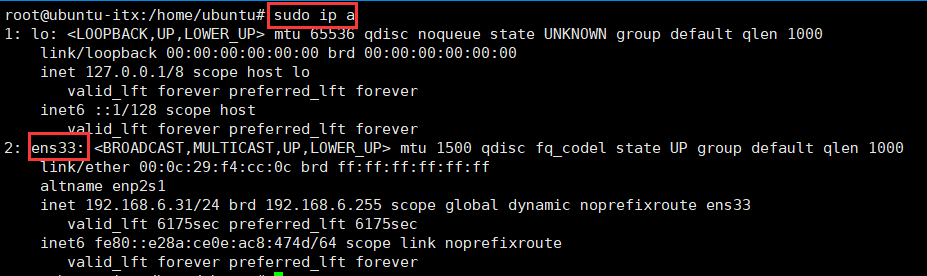 root@ubuntu-itx:/home/ubuntu# sudo ip a
1: lo: <LOOPBACK,UP,LOWER_UP> mtu 65536 qdisc noqueue state UNKNOWN group default qlen 1000
    link/loopback 00:00:00:00:00:00 brd 00:00:00:00:00:00
    inet 127.0.0.1/8 scope host lo
       valid_lft forever preferred_lft forever
    inet6 ::1/128 scope host
       valid_lft forever preferred_lft forever
2: ens33: <BROADCAST,MULTICAST,UP,LOWER_UP> mtu 1500 qdisc fq_codel state UP group default qlen 1000
    link/ether 00:0c:29:f4:cc:0c brd ff:ff:ff:ff:ff:ff
    altname enp2s1
    inet 192.168.6.31/24 brd 192.168.6.255 scope global dynamic noprefixroute ens33
       valid_lft 6175sec preferred_lft 6175sec
    inet6 fe80::e28a:ce0e:ac8:474d/64 scope link noprefixroute
       valid_lft forever preferred_lft forever